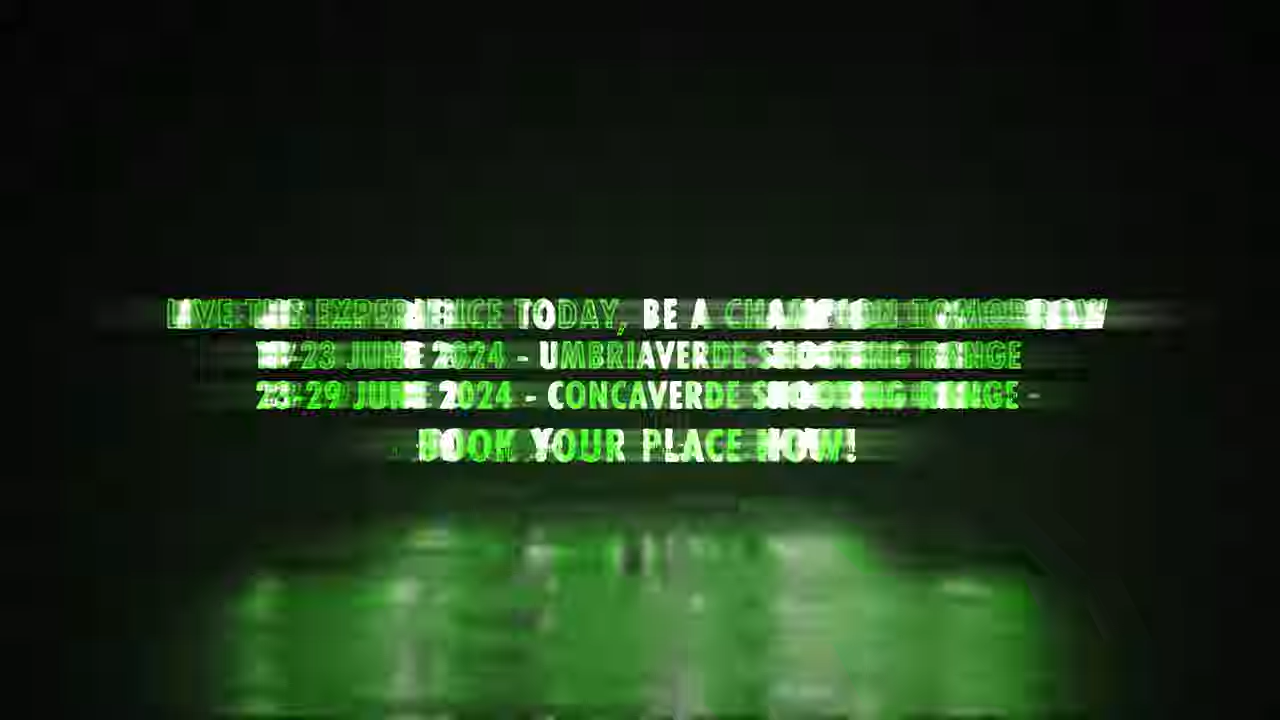 LIVE THIS EXPERIENCE TODAY, BE A CHAMPION TOMORROW
17-23 JUNE 2024 - UMBRIAVERDE SHOOTING RANGE
23-29 JUNE 2024 - CONCAVERDE SHOOTING RANGE -
BOOK YOUR PLACE NOW!